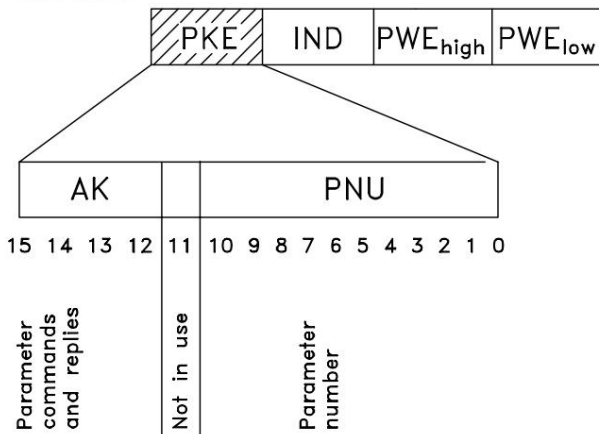 PKE IND PWEhigh PWElow
AK PNU
15 14 13 12 11 10 9 8 7 6 5 4 3 2 1 0
Parameter
commands
and replies
Not in use
Parameter
number